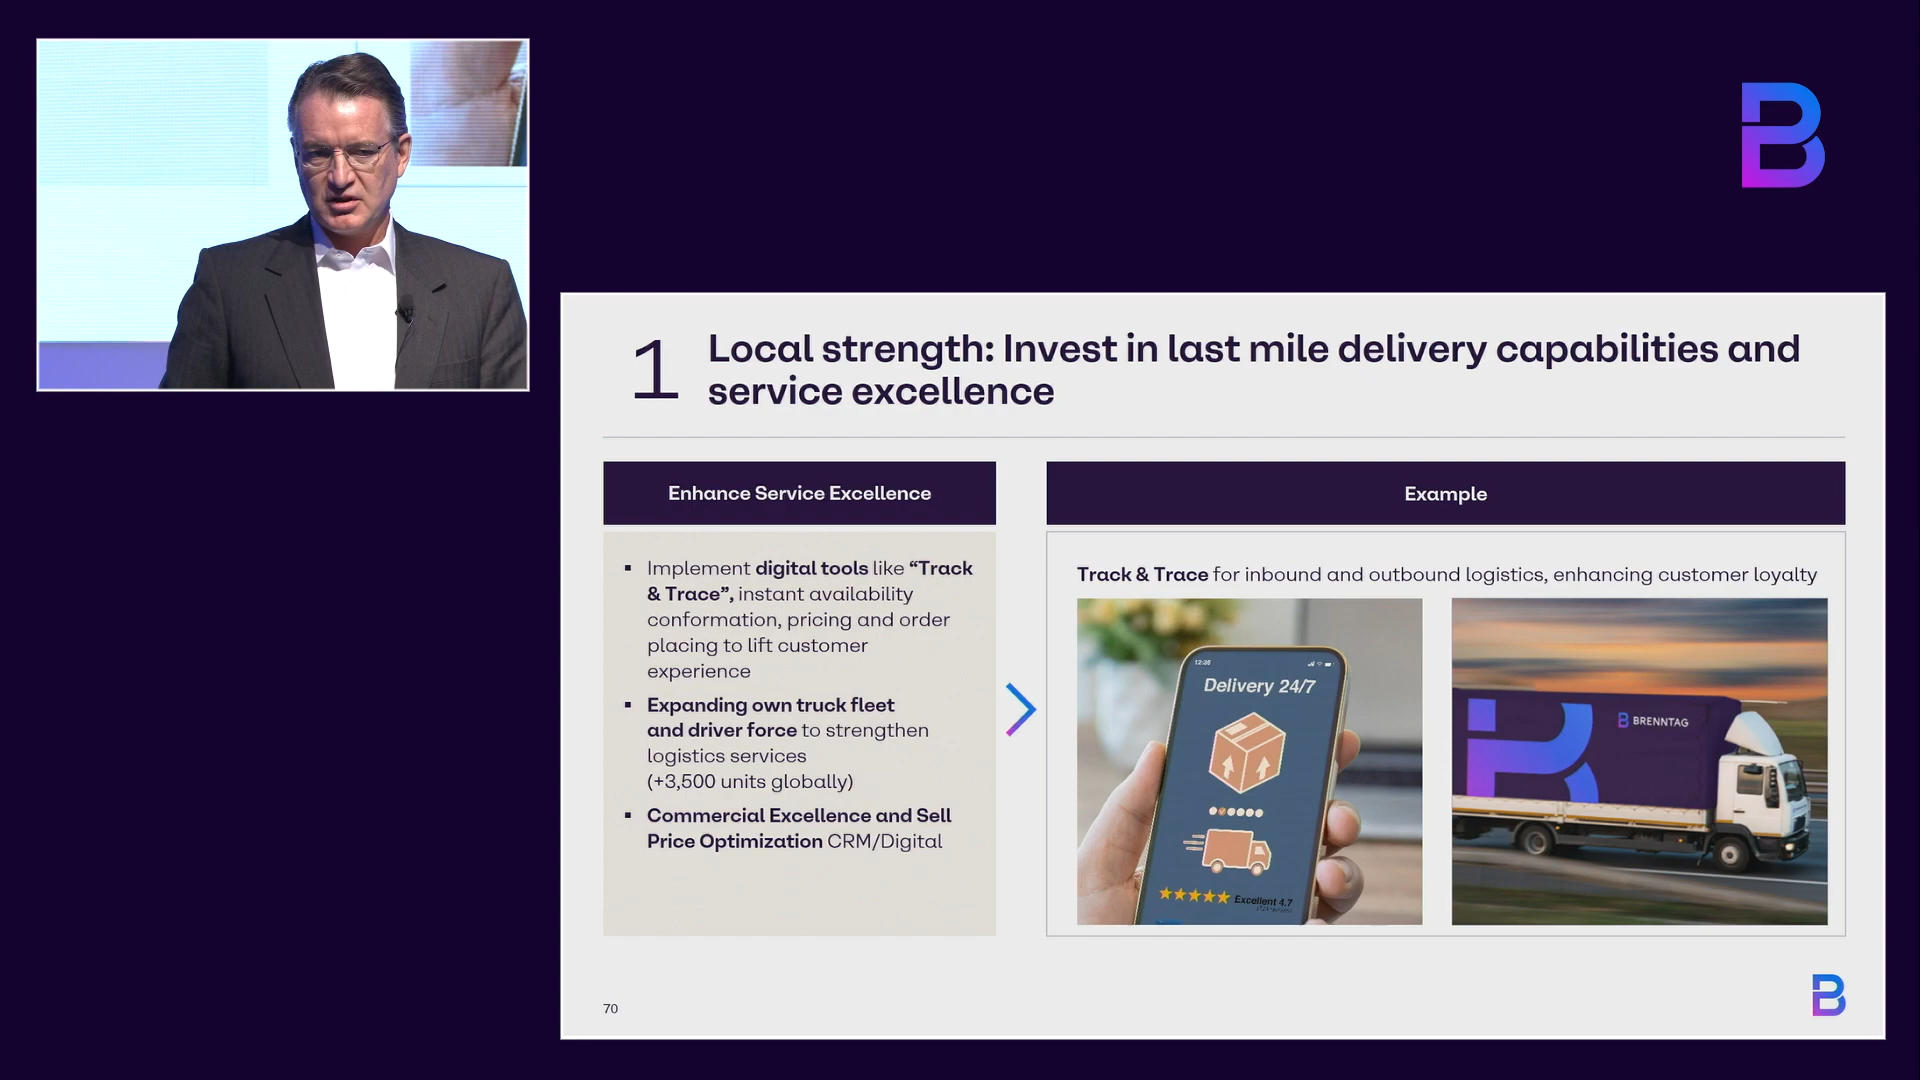 1
Local strength: Invest in last mile delivery capabilities and
service excellence
Enhance Service Excellence
▪ Implement digital tools like “Track
& Trace”, instant availability
conformation, pricing and order
placing to lift customer
experience
▪ Expanding own truck fleet
and driver force to strengthen
logistics services
(+3,500 units globally)
▪ Commercial Excellence and Sell
Price Optimization CRM/Digital
Example
Track & Trace for inbound and outbound logistics, enhancing customer loyalty
12:36
Delivery 24/7
Excellent 4.7
BRENNTAG
70